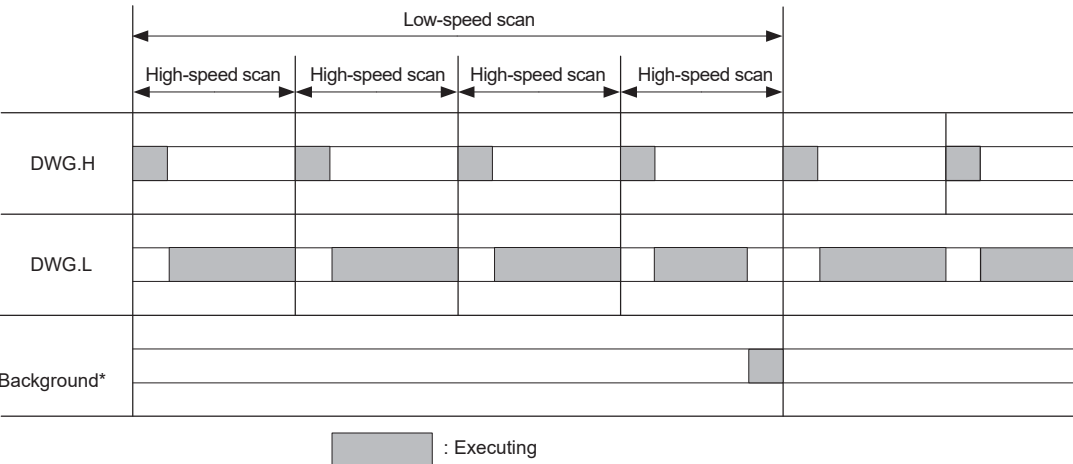 Low-speed scan
High-speed scan High-speed scan High-speed scan High-speed scan
DWG.H
DWG.L
Background*
: Executing